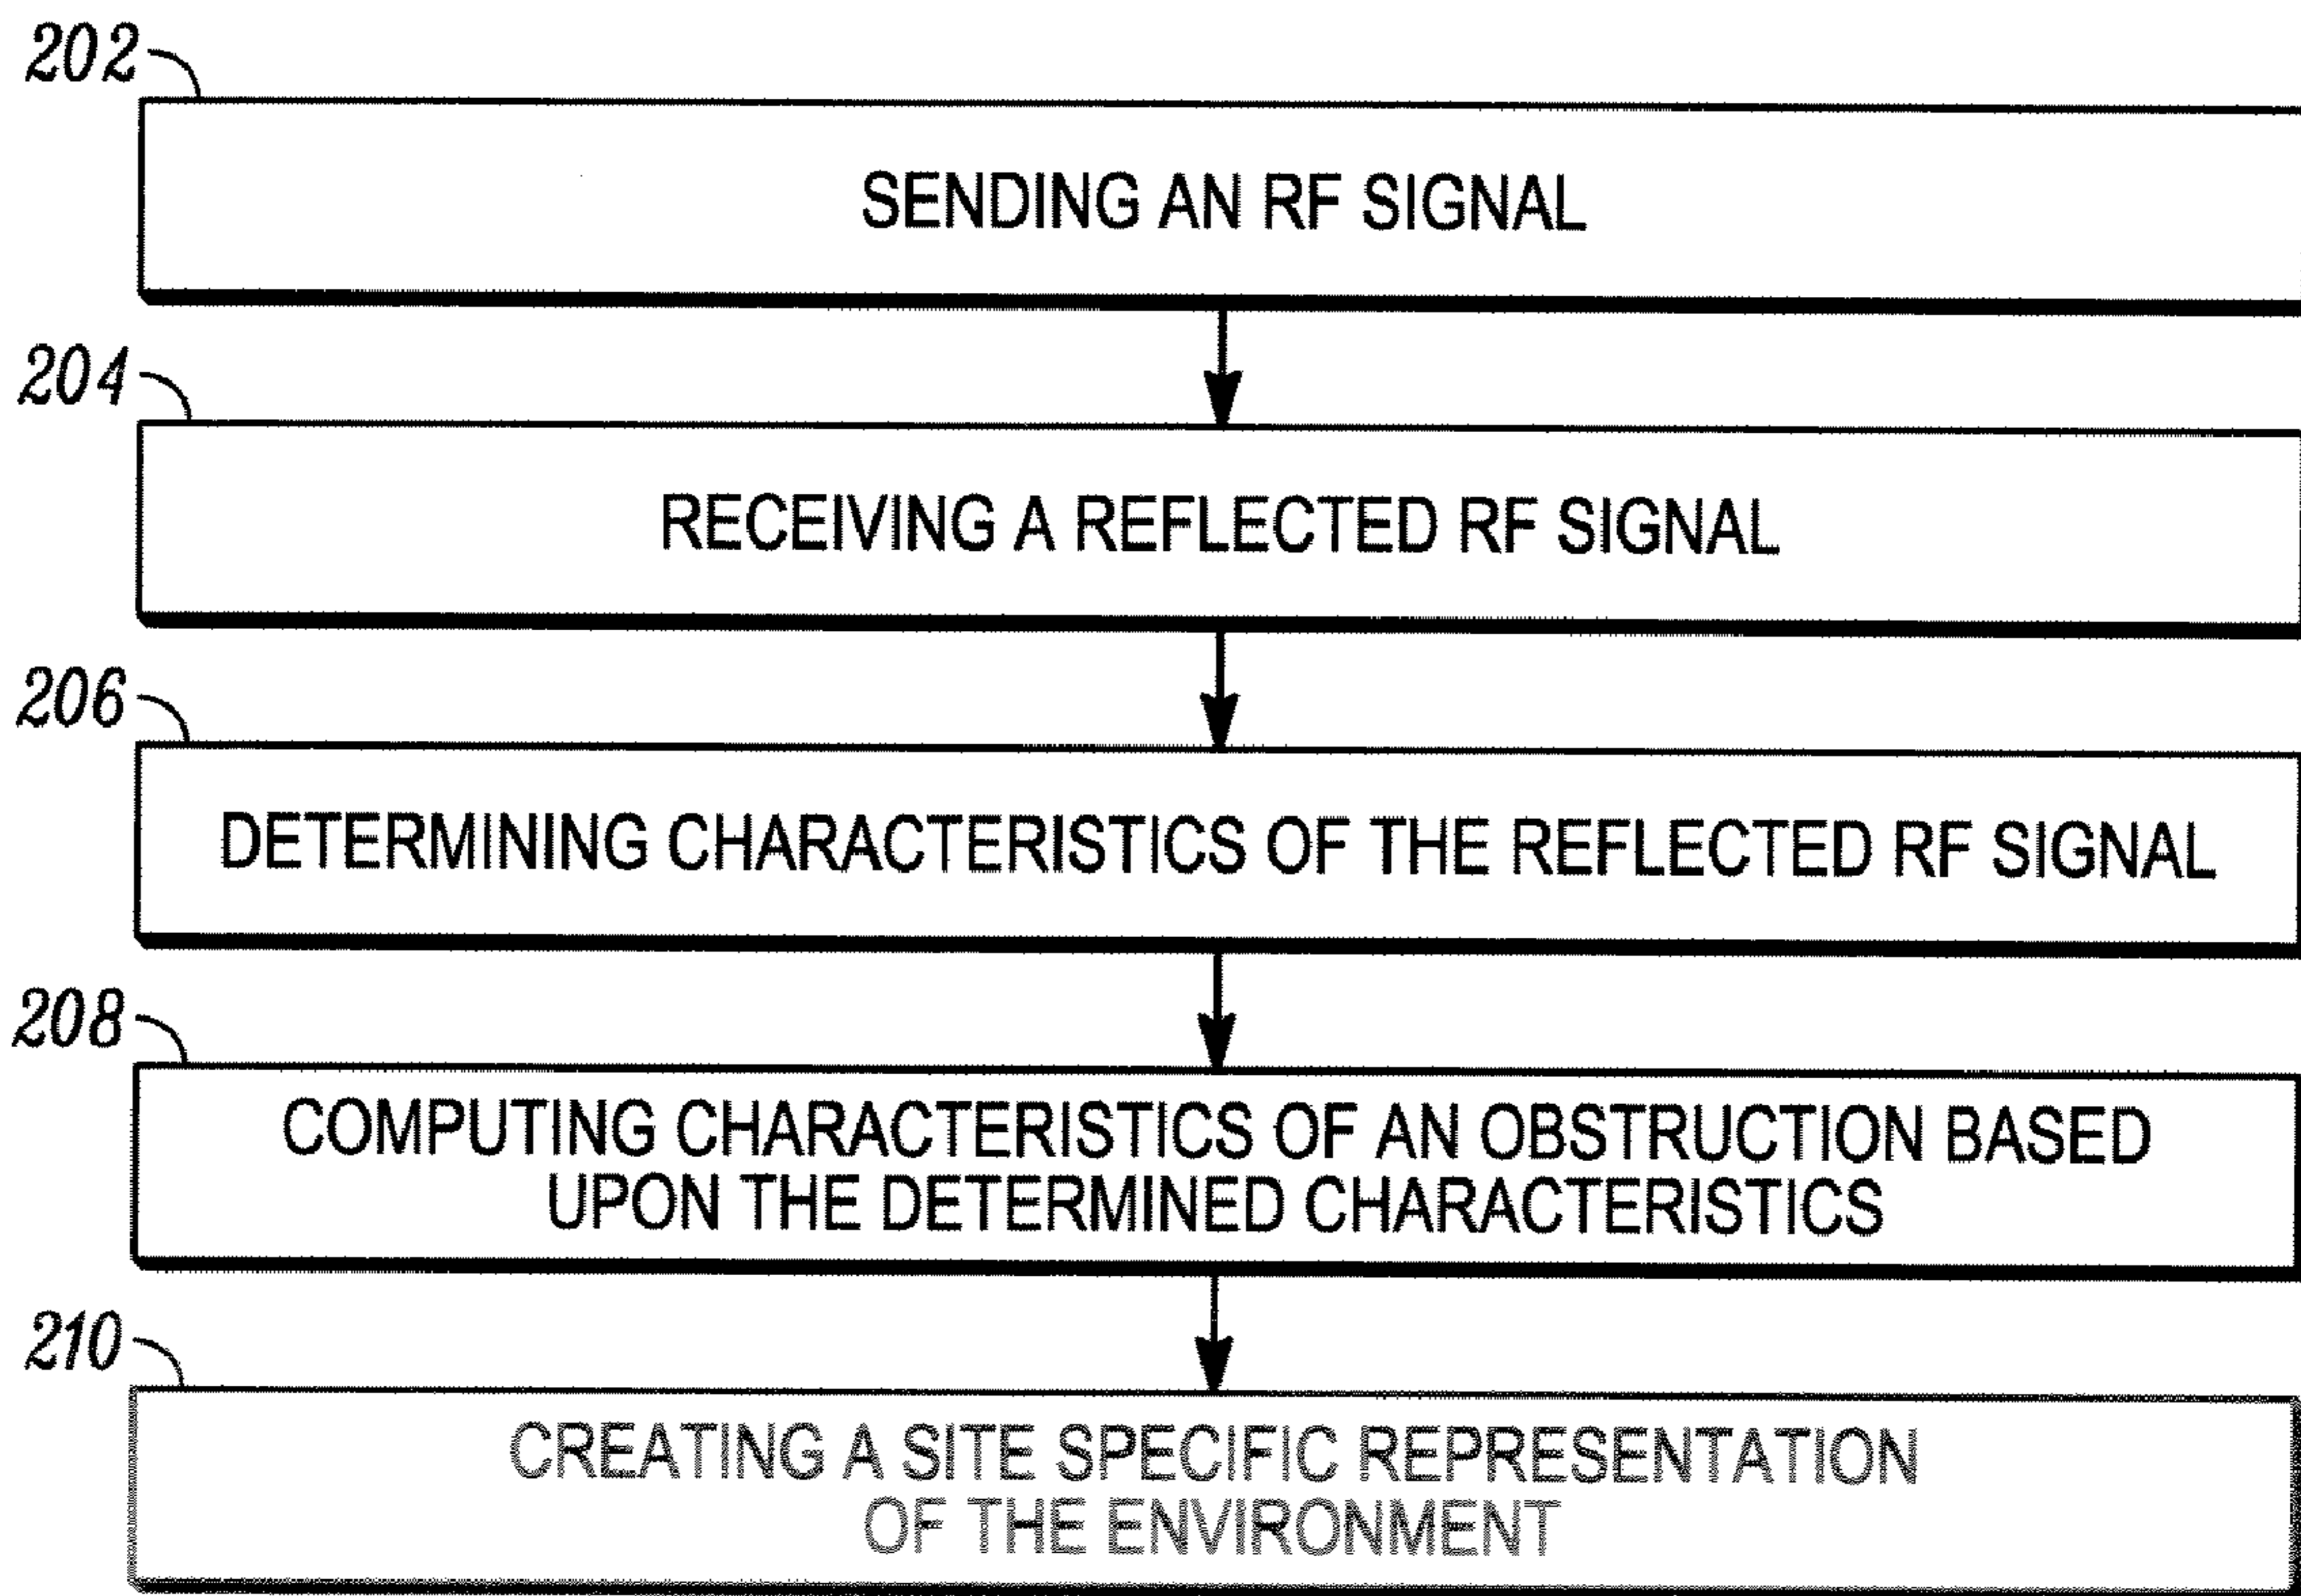 202
SENDING AN RF SIGNAL
204
RECEIVING A REFLECTED RF SIGNAL
206
DETERMINING CHARACTERISTICS OF THE REFLECTED RF SIGNAL
208
COMPUTING CHARACTERISTICS OF AN OBSTRUCTION BASED
UPON THE DETERMINED CHARACTERISTICS
210
CREATING A SITE SPECIFIC REPRESENTATION
OF THE ENVIRONMENT